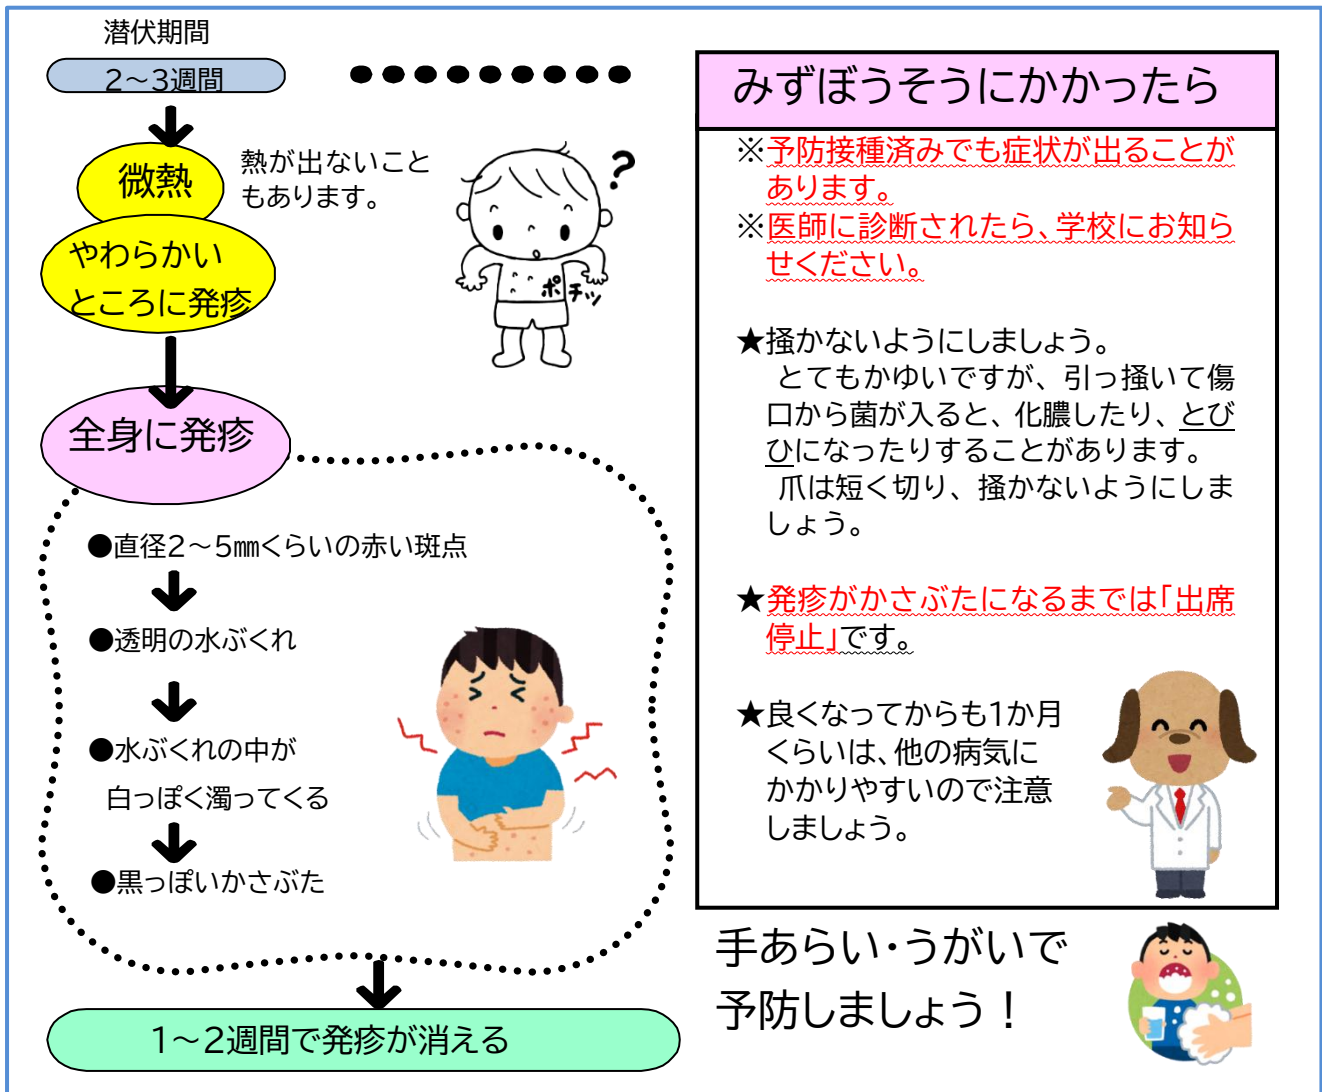 潜伏期間
2～3週間
微熱
熱が出ないこと
もあります。
やわらかい
ところに発疹
?
ポチッ
全身に発疹
●直径2～5㎜くらいの赤い斑点
●透明の水ぶくれ
●水ぶくれの中が
白っぽく濁ってくる
●黒っぽいかさぶた
1～2週間で発疹が消える
みずぼうそうにかかったら
※予防接種済みでも症状が出ることが
あります。
※医師に診断されたら、学校にお知ら
せください。
★掻かないようにしましょう。
とてもかゆいですが、引っ掻いて傷
口から菌が入ると、化膿したり、とび
ひになったりすることがあります。
爪は短く切り、掻かないようにしま
しょう。
★発疹がかさぶたになるまでは「出席
停止」です。
★良くなってからも1か月
くらいは、他の病気に
かかりやすいので注意
しましょう。
手あらい・うがいで
予防しましょう！